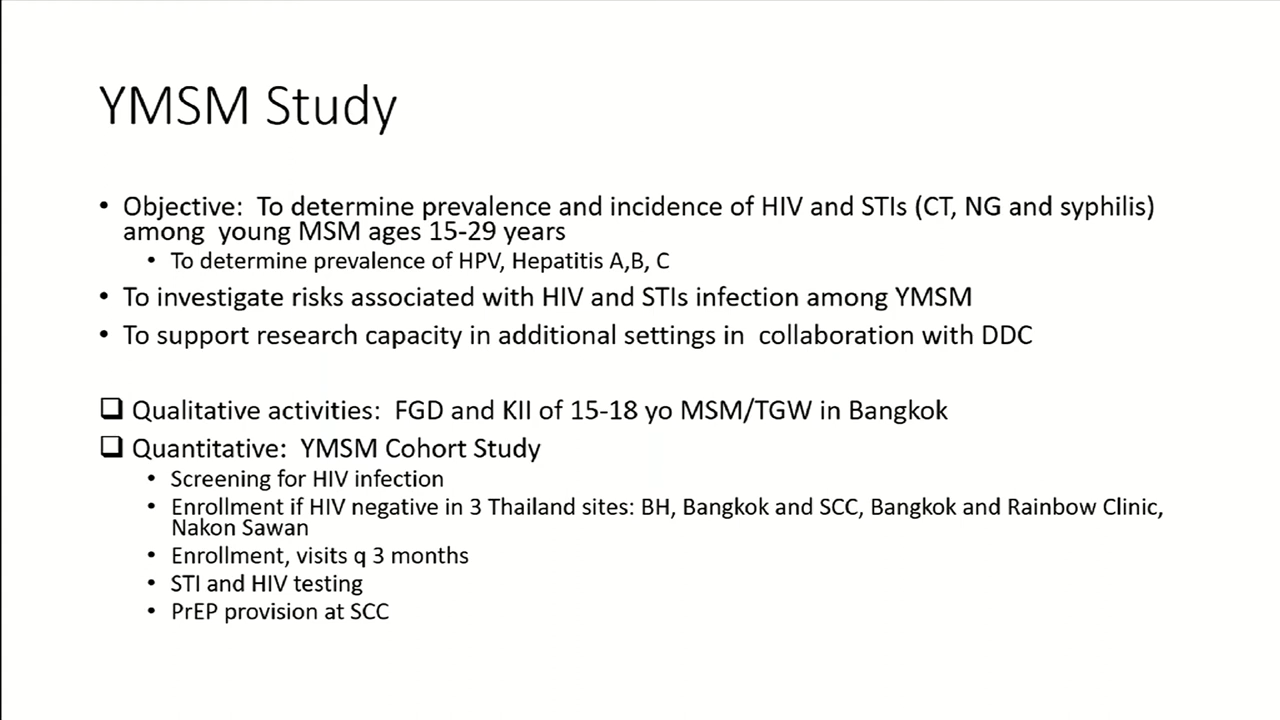 YMSM Study
• Objective:  To determine prevalence and incidence of HIV and STIs (CT, NG and syphilis)
among  young MSM ages 15-29 years
• To determine prevalence of HPV, Hepatitis A,B, C
• To investigate risks associated with HIV and STIs infection among YMSM
• To support research capacity in additional settings in  collaboration with DDC
❑ Qualitative activities:  FGD and KII of 15-18 yo MSM/TGW in Bangkok
❑ Quantitative:  YMSM Cohort Study
• Screening for HIV infection
• Enrollment if HIV negative in 3 Thailand sites: BH, Bangkok and SCC, Bangkok and Rainbow Clinic,
Nakon Sawan
• Enrollment, visits q 3 months
• STI and HIV testing
• PrEP provision at SCC